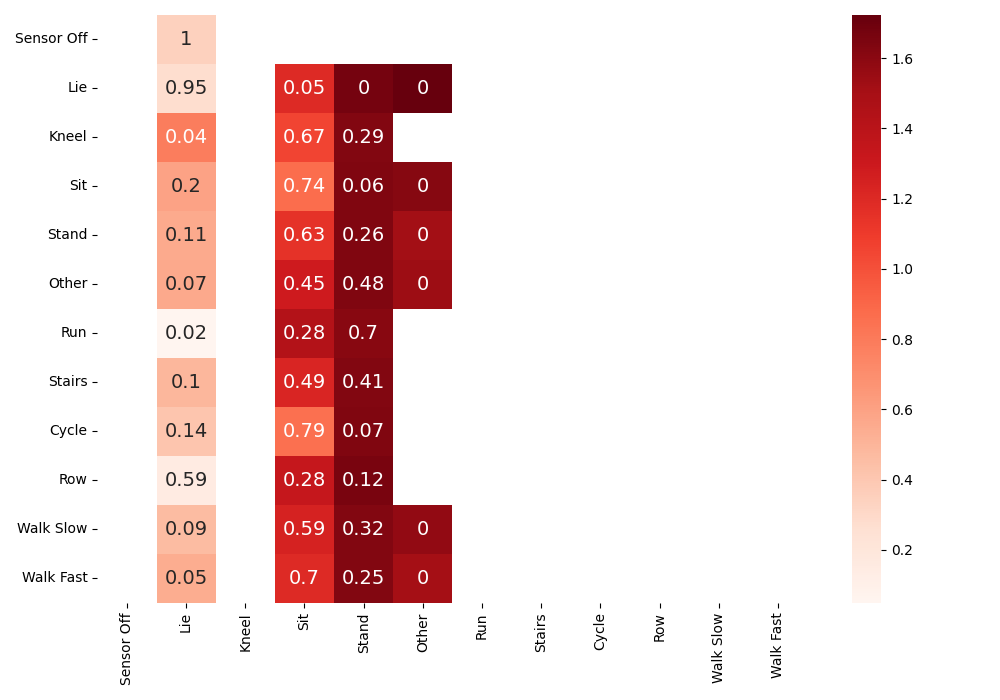 Sensor Off 1
Lie 0.95 0.05 0 0
Kneel 0.04 0.67 0.29
Sit 0.2 0.74 0.06 0
Stand 0.11 0.63 0.26 0
Other 0.07 0.45 0.48 0
Run 0.02 0.28 0.7
Stairs 0.1 0.49 0.41
Cycle 0.14 0.79 0.07
Row 0.59 0.28 0.12
Walk Slow 0.09 0.59 0.32 0
Walk Fast 0.05 0.7 0.25 0
Sensor Off
Lie
Kneel
Sit
Stand
Other
Run
Stairs
Cycle
Row
Walk Slow
Walk Fast
1.6
1.4
1.2
1.0
0.8
0.6
0.4
0.2